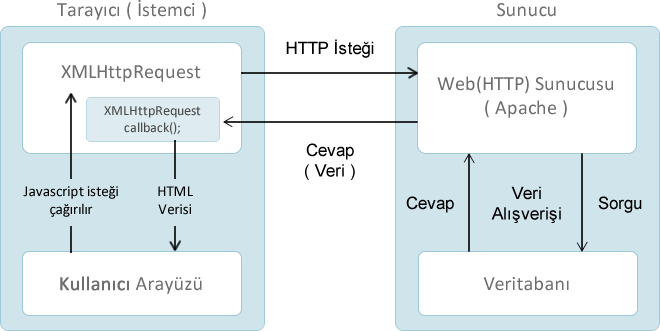 Tarayıcı ( İstemci )
Sunucu
XMLHttpRequest
HTTP İsteği
Web(HTTP) Sunucusu
( Apache )
XMLHttpRequest
callback();
Cevap
( Veri )
Javascript isteği
çağırılır
HTML
Verisi
Cevap
Veri
Alışverişi
Sorgu
Kullanıcı Arayüzü
Veritabanı